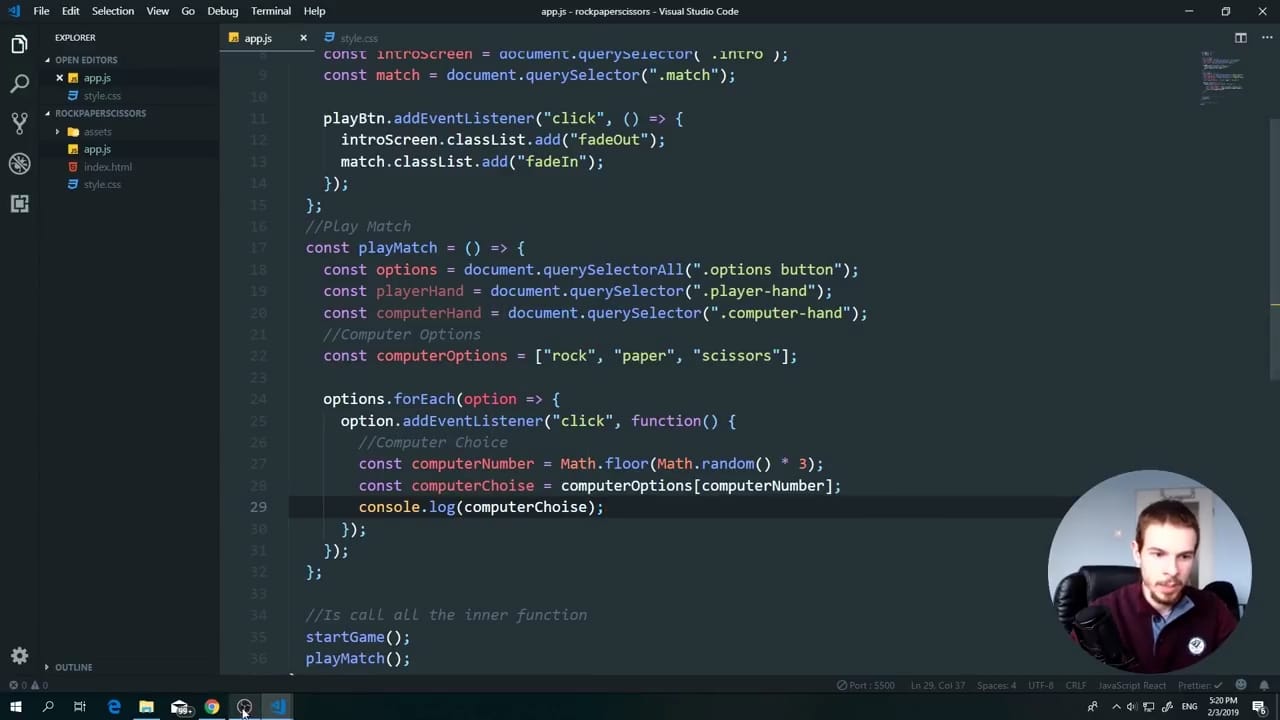 File Edit Selection View Go Debug Terminal Help
app.js - rockpaperscissors - Visual Studio Code
EXPLORER
OPEN EDITORS
app.js
style.css
ROCKPAPERSCISSORS
assets
app.js
index.html
style.css
OUTLINE
app.js × style.css
8 const introScreen = document.querySelector(".intro");
9 const match = document.querySelector(".match");
10
11 playBtn.addEventListener("click", () => {
12 introScreen.classList.add("fadeOut");
13 match.classList.add("fadeIn");
14 });
15 };
16 //Play Match
17 const playMatch = () => {
18 const options = document.querySelectorAll(".options button");
19 const playerHand = document.querySelector(".player-hand");
20 const computerHand = document.querySelector(".computer-hand");
21 //Computer Options
22 const computerOptions = ["rock", "paper", "scissors"];
23
24 options.forEach(option => {
25 option.addEventListener("click", function() {
26 //Computer Choice
27 const computerNumber = Math.floor(Math.random() * 3);
28 const computerChoise = computerOptions[computerNumber];
29 console.log(computerChoise);
30 });
31 });
32 };
33
34 //Is call all the inner function
35 startGame();
36 playMatch();
0 0
Port : 5500 Ln 29, Col 37 Spaces: 4 UTF-8 CRLF JavaScript React Prettier: ✓
99+
ENG
5:20 PM
2/3/2019